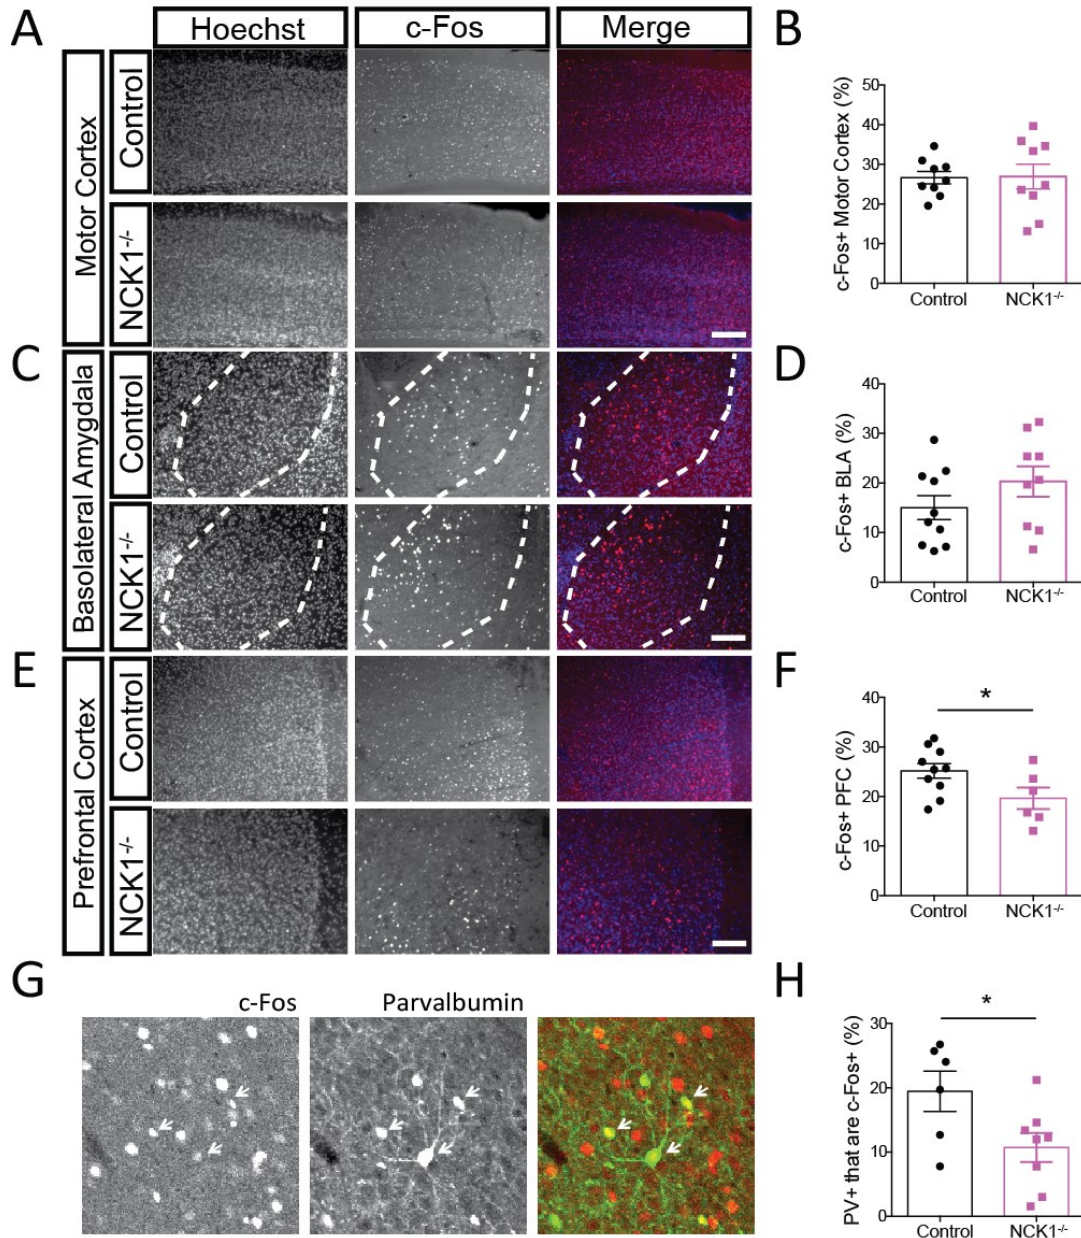 A
Hoechst
c-Fos
Merge
Motor Cortex
Control
NCK1-/-
B
c-Fos+ Motor Cortex (%)
50
40
30
20
10
0
Control
NCK1-/-
C
Basolateral Amygdala
Control
NCK1-/-
D
c-Fos+ BLA (%)
40
30
20
10
0
Control
NCK1-/-
E
Prefrontal Cortex
Control
NCK1-/-
F
c-Fos+ PFC (%)
40
30
20
10
0
*
Control
NCK1-/-
G
c-Fos
Parvalbumin
H
PV+ that are c-Fos+ (%)
30
20
10
0
*
Control
NCK1-/-